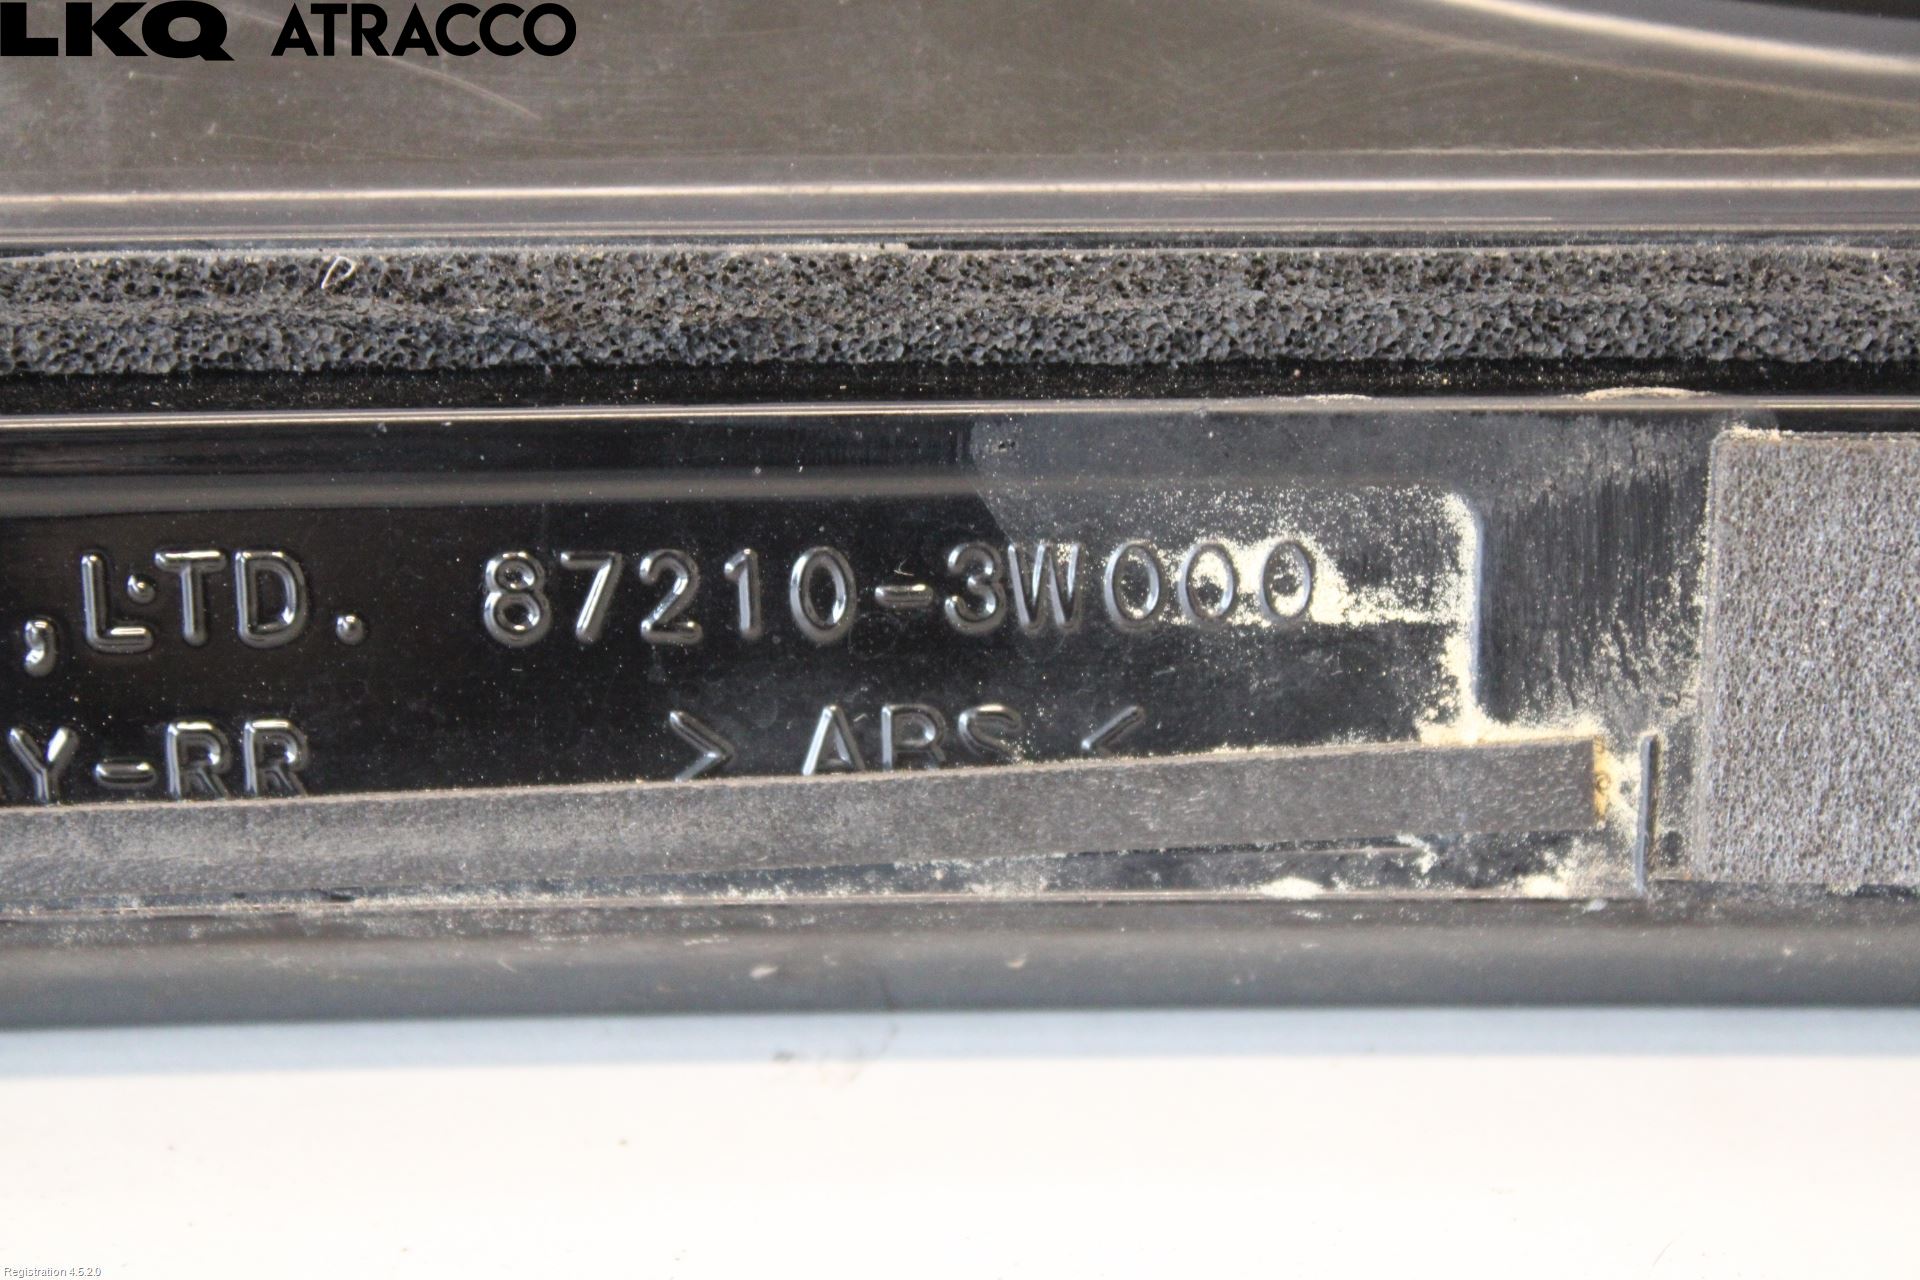 LKQ ATRACCO
,LTD. 87210-3W000
Y-RR >ABS<
Registration 4.5.2.0